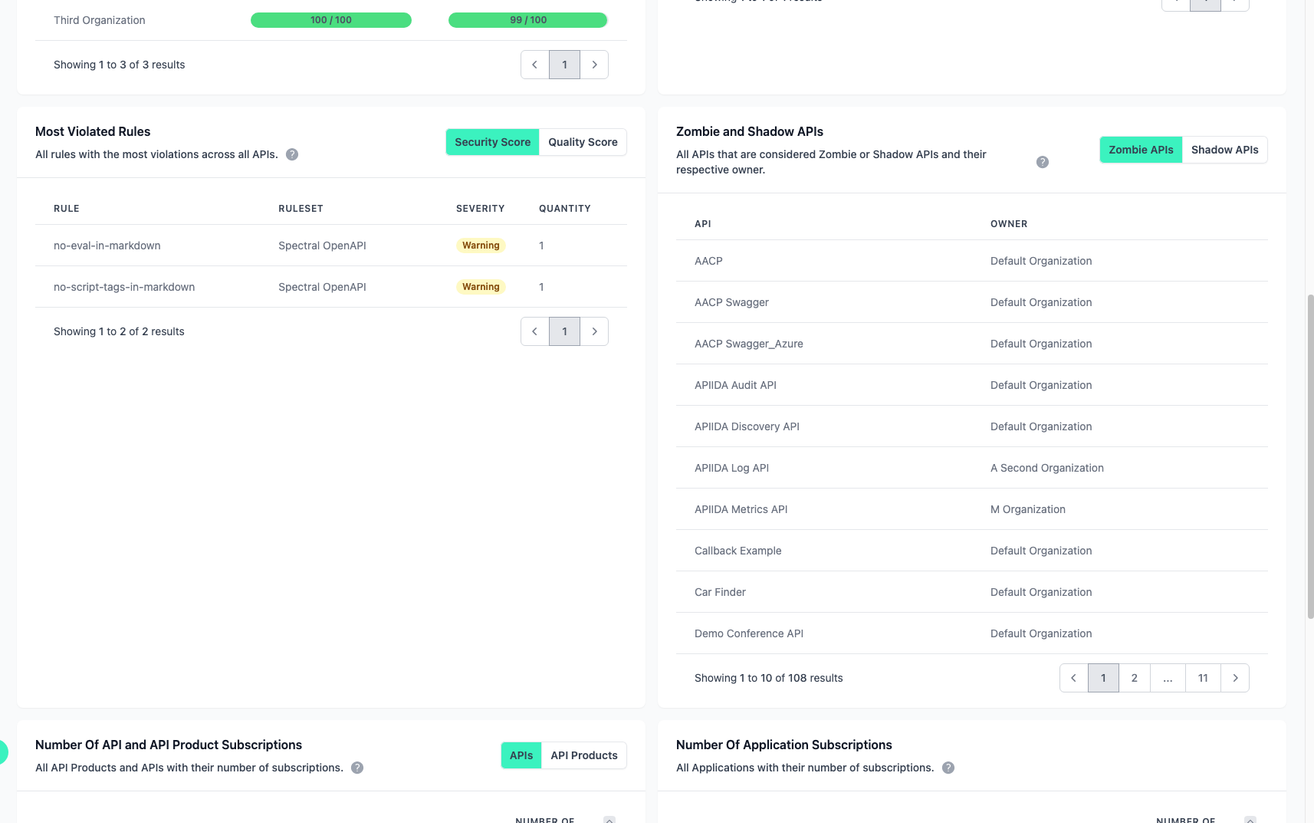 Third Organization 100 / 100 99 / 100
Showing 1 to 3 of 3 results 1
Most Violated Rules
All rules with the most violations across all APIs. ?
Security Score Quality Score
RULE RULESET SEVERITY QUANTITY
no-eval-in-markdown Spectral OpenAPI Warning 1
no-script-tags-in-markdown Spectral OpenAPI Warning 1
Showing 1 to 2 of 2 results 1
Zombie and Shadow APIs
All APIs that are considered Zombie or Shadow APIs and their
respective owner. ?
Zombie APIs Shadow APIs
API OWNER
AACP Default Organization
AACP Swagger Default Organization
AACP Swagger_Azure Default Organization
APIIDA Audit API Default Organization
APIIDA Discovery API Default Organization
APIIDA Log API A Second Organization
APIIDA Metrics API M Organization
Callback Example Default Organization
Car Finder Default Organization
Demo Conference API Default Organization
Showing 1 to 10 of 108 results 1 2 ... 11
Number Of API and API Product Subscriptions
All API Products and APIs with their number of subscriptions. ?
APIs API Products
NUMBER OF
Number Of Application Subscriptions
All Applications with their number of subscriptions. ?
NUMBER OF